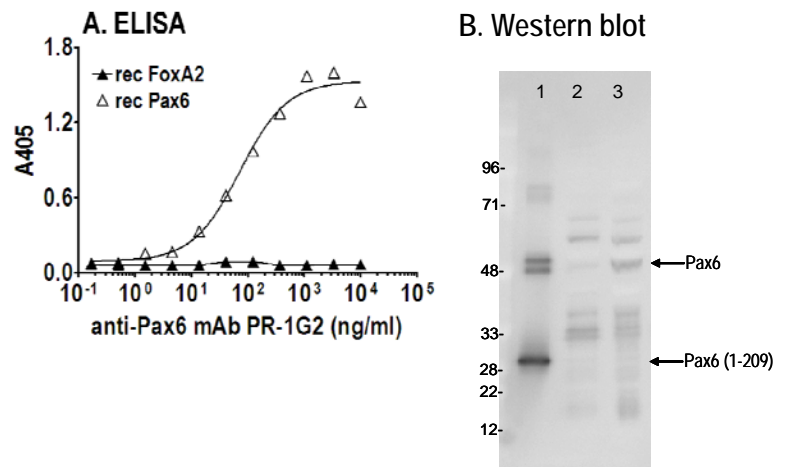 A. ELISA
1.8
1.2
0.6
0.0
A405
rec FoxA2
rec Pax6
10-1 100 101 102 103 104 105
anti-Pax6 mAb PR-1G2 (ng/ml)
B. Western blot
1 2 3
96-
71-
48-
33-
28-
22-
12-
Pax6
Pax6 (1-209)